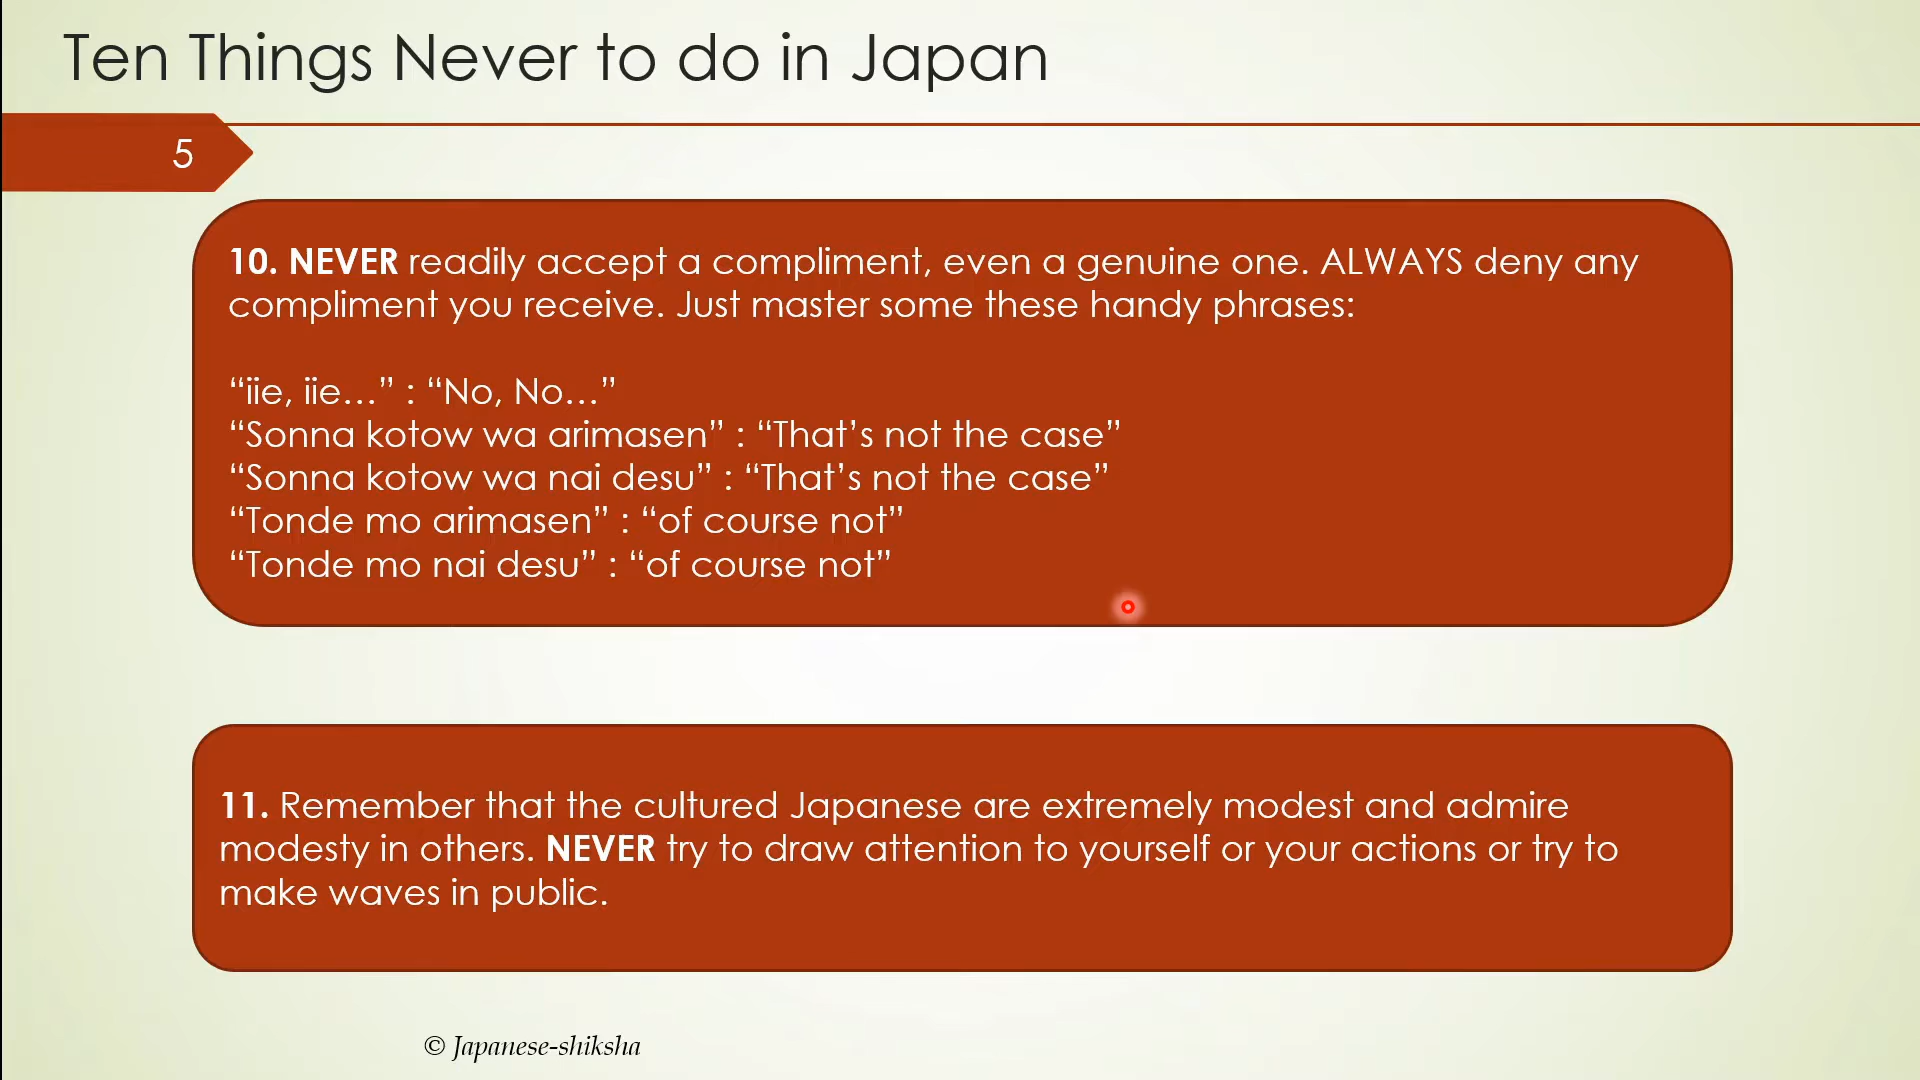 Ten Things Never to do in Japan
5
10. NEVER readily accept a compliment, even a genuine one. ALWAYS deny any
compliment you receive. Just master some these handy phrases:
“iie, iie…” : “No, No…”
“Sonna kotow wa arimasen” : “That’s not the case”
“Sonna kotow wa nai desu” : “That’s not the case”
“Tonde mo arimasen” : “of course not”
“Tonde mo nai desu” : “of course not”
11. Remember that the cultured Japanese are extremely modest and admire
modesty in others. NEVER try to draw attention to yourself or your actions or try to
make waves in public.
© Japanese-shiksha